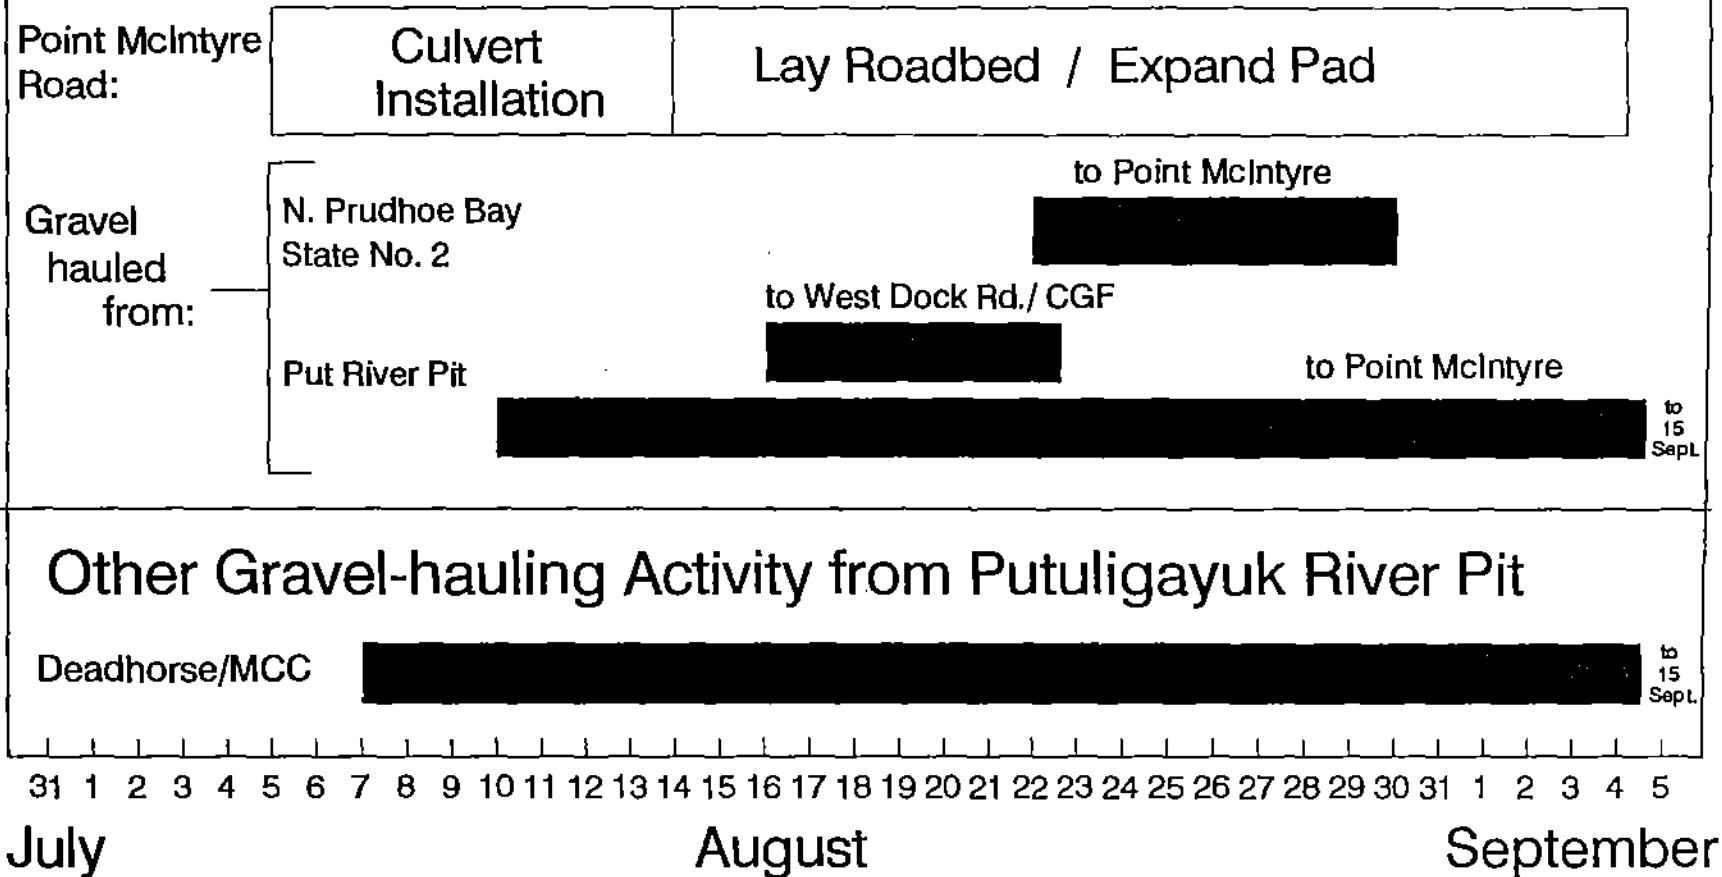 Point McIntyre
Road:
Culvert
Installation
Lay Roadbed / Expand Pad
to Point McIntyre
Gravel
hauled
from:
N. Prudhoe Bay
State No. 2
to West Dock Rd./ CGF
Put River Pit
to Point McIntyre
to
15
Sept.
Other Gravel-hauling Activity from Putuligayuk River Pit
Deadhorse/MCC
to
15
Sept.
31 1 2 3 4 5 6 7 8 9 10 11 12 13 14 15 16 17 18 19 20 21 22 23 24 25 26 27 28 29 30 31 1 2 3 4 5
July August September